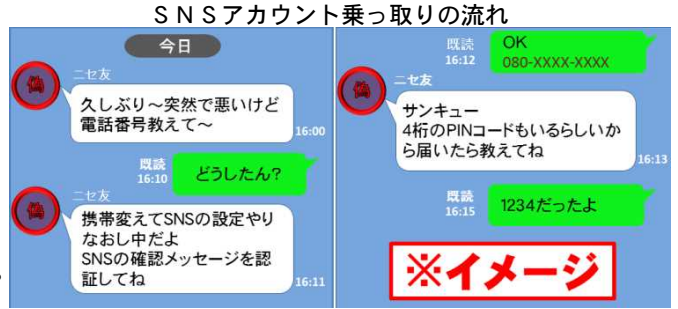 ＳＮＳアカウント乗っ取りの流れ
今日
ニセ友
偽
久しぶり～突然で悪いけど
電話番号教えて～
16:00
既読
16:10
どうしたん?
ニセ友
偽
携帯変えてSNSの設定やり
なおし中だよ
SNSの確認メッセージを認
証してね
16:11
既読
16:12
OK
080-XXXX-XXXX
ニセ友
偽
サンキュー
4桁のPINコードもいるらしいか
ら届いたら教えてね
16:13
既読
16:15
1234だったよ
※イメージ